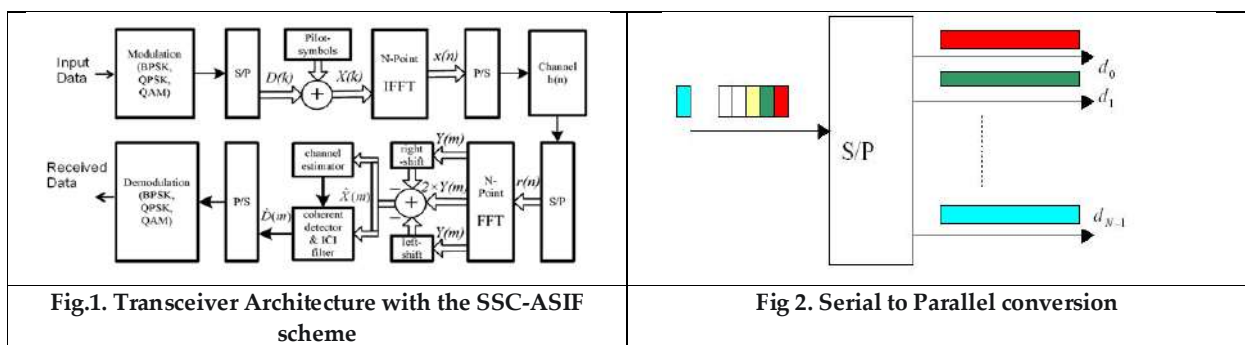 Input
Data
Modulation
(BPSK,
QPSK,
QAM)
S/P
D(k)
Pilot-
symbols
+
X(k)
N-Point
IFFT
x(n)
P/S
Channel
h(n)
Received
Data
Demodulation
(BPSK,
QPSK,
QAM)
P/S
D̂(m)
channel
estimator
coherent
detector
& ICI
filter
X̂(m)
right
-shift
Y(m)
−
+
2×Y(m)
−
left-
shift
Y(m)
N-
Point
FFT
r(n)
S/P
Fig.1. Transceiver Architecture with the SSC-ASIF
scheme
S/P
d₀
d₁
dN−1
Fig 2. Serial to Parallel conversion